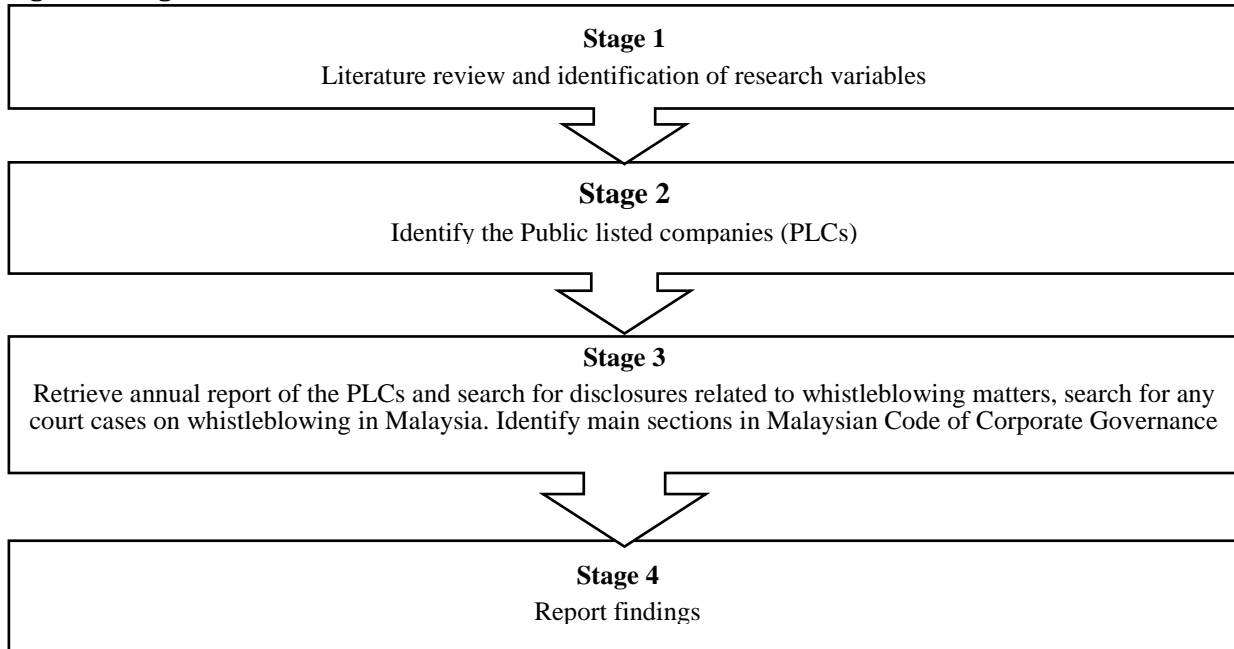 Stage 1
Literature review and identification of research variables
Stage 2
Identify the Public listed companies (PLCs)
Stage 3
Retrieve annual report of the PLCs and search for disclosures related to whistleblowing matters, search for any
court cases on whistleblowing in Malaysia. Identify main sections in Malaysian Code of Corporate Governance
Stage 4
Report findings